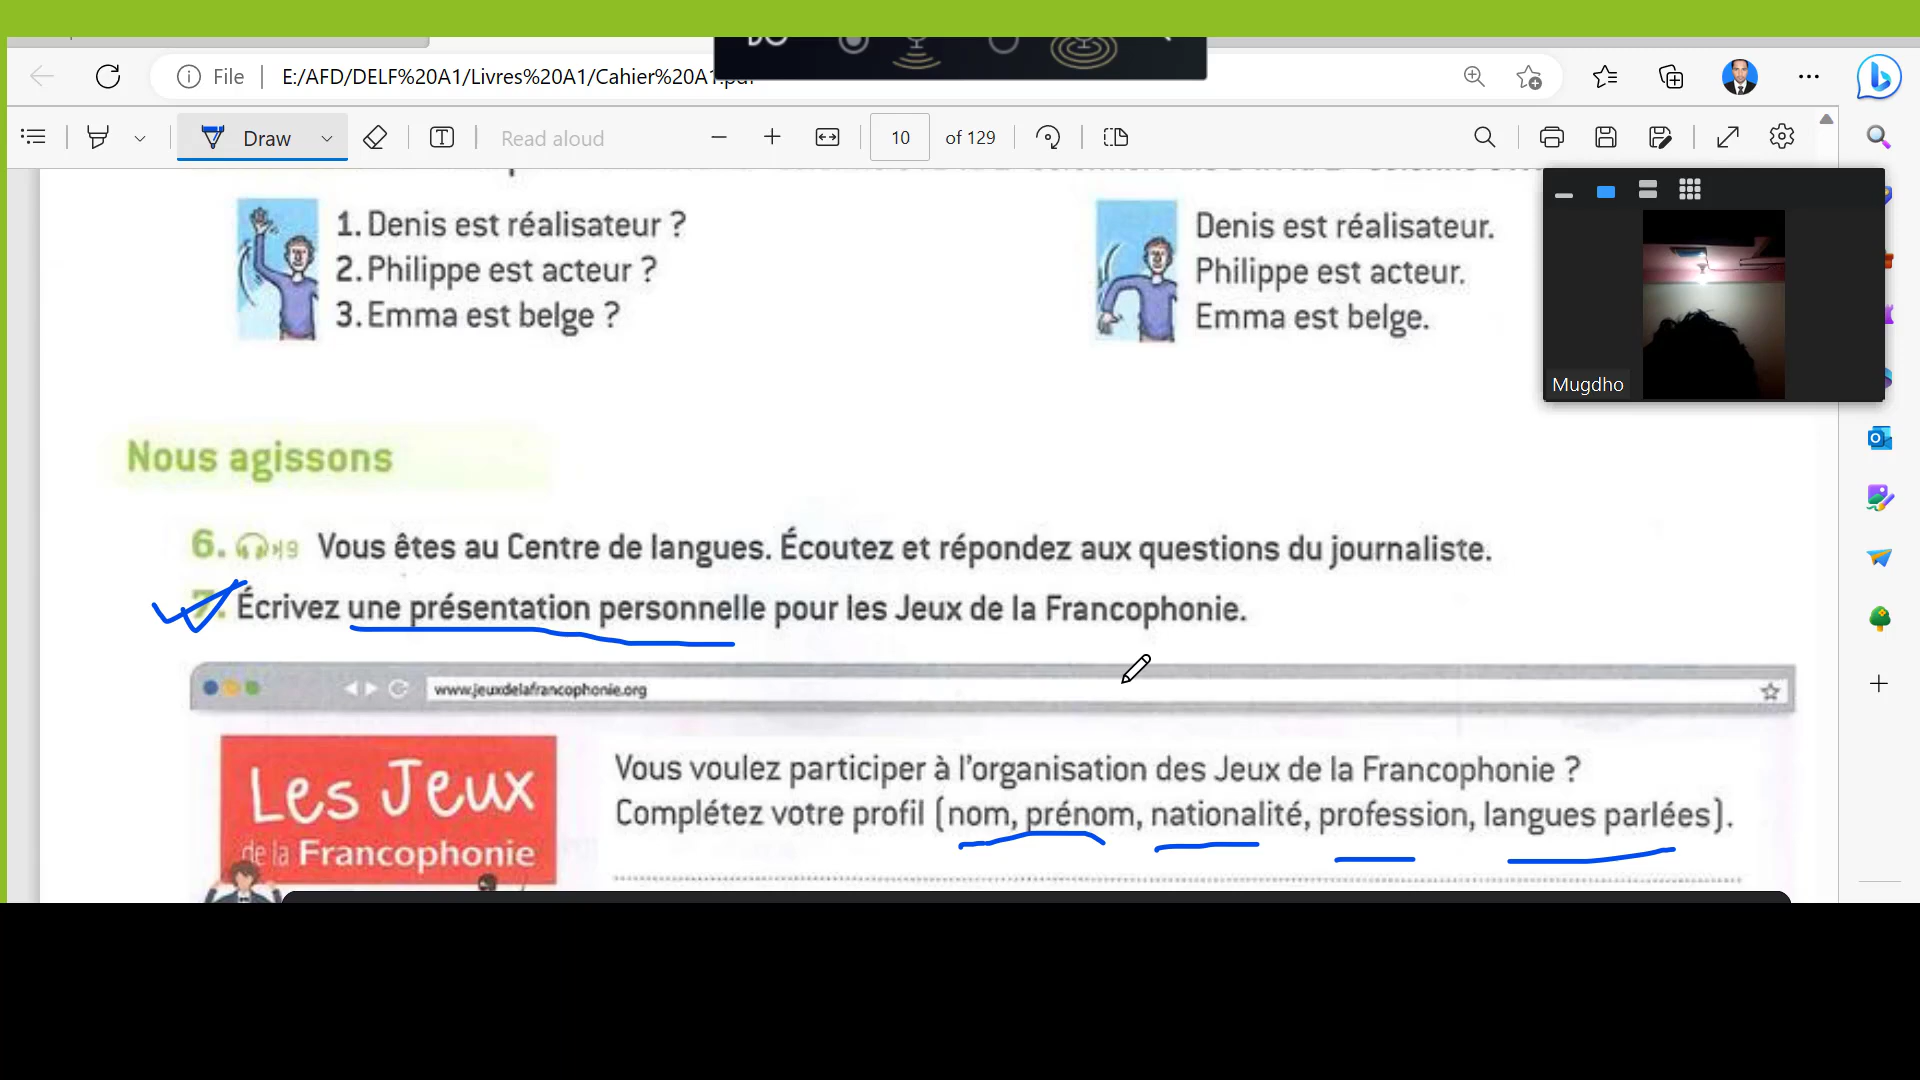 File
E:/AFD/DELF%20A1/Livres%20A1/Cahier%20A1.pdf
Draw
Read aloud
10 of 129
1. Denis est réalisateur ?
2. Philippe est acteur ?
3. Emma est belge ?
Denis est réalisateur.
Philippe est acteur.
Emma est belge.
Mugdho
Nous agissons
6. 9 Vous êtes au Centre de langues. Écoutez et répondez aux questions du journaliste.
7. Écrivez une présentation personnelle pour les Jeux de la Francophonie.
www.jeuxdelafrancophonie.org
Les Jeux
de la Francophonie
Vous voulez participer à l'organisation des Jeux de la Francophonie ?
Complétez votre profil (nom, prénom, nationalité, profession, langues parlées).